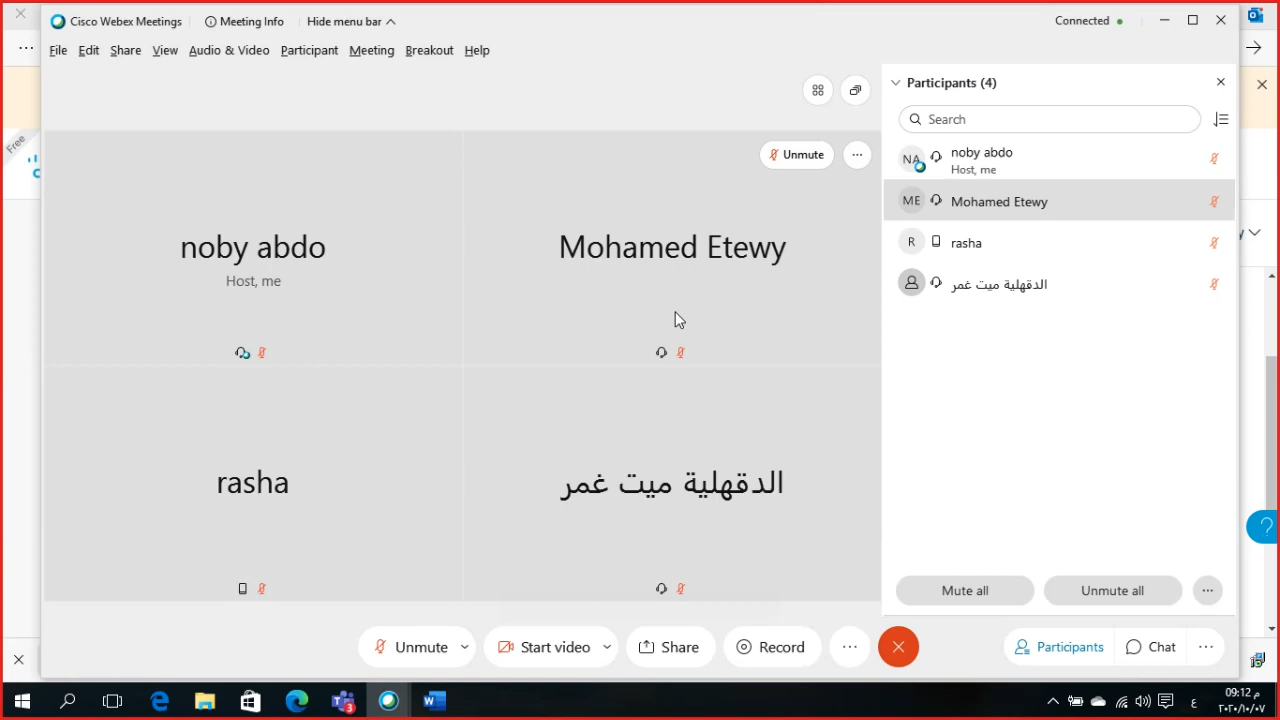 Cisco Webex Meetings
Meeting Info
Hide menu bar
Connected
File Edit Share View Audio & Video Participant Meeting Breakout Help
Participants (4)
Search
Free
Unmute
noby abdo
Host, me
Mohamed Etewy
rasha
الدقهلية ميت غمر
NA
noby abdo
Host, me
ME
Mohamed Etewy
R
rasha
الدقهلية ميت غمر
Mute all
Unmute all
Unmute
Start video
Share
Record
Participants
Chat
3
ع
09:12 م
٢٠٢٠/١٠/٠٧